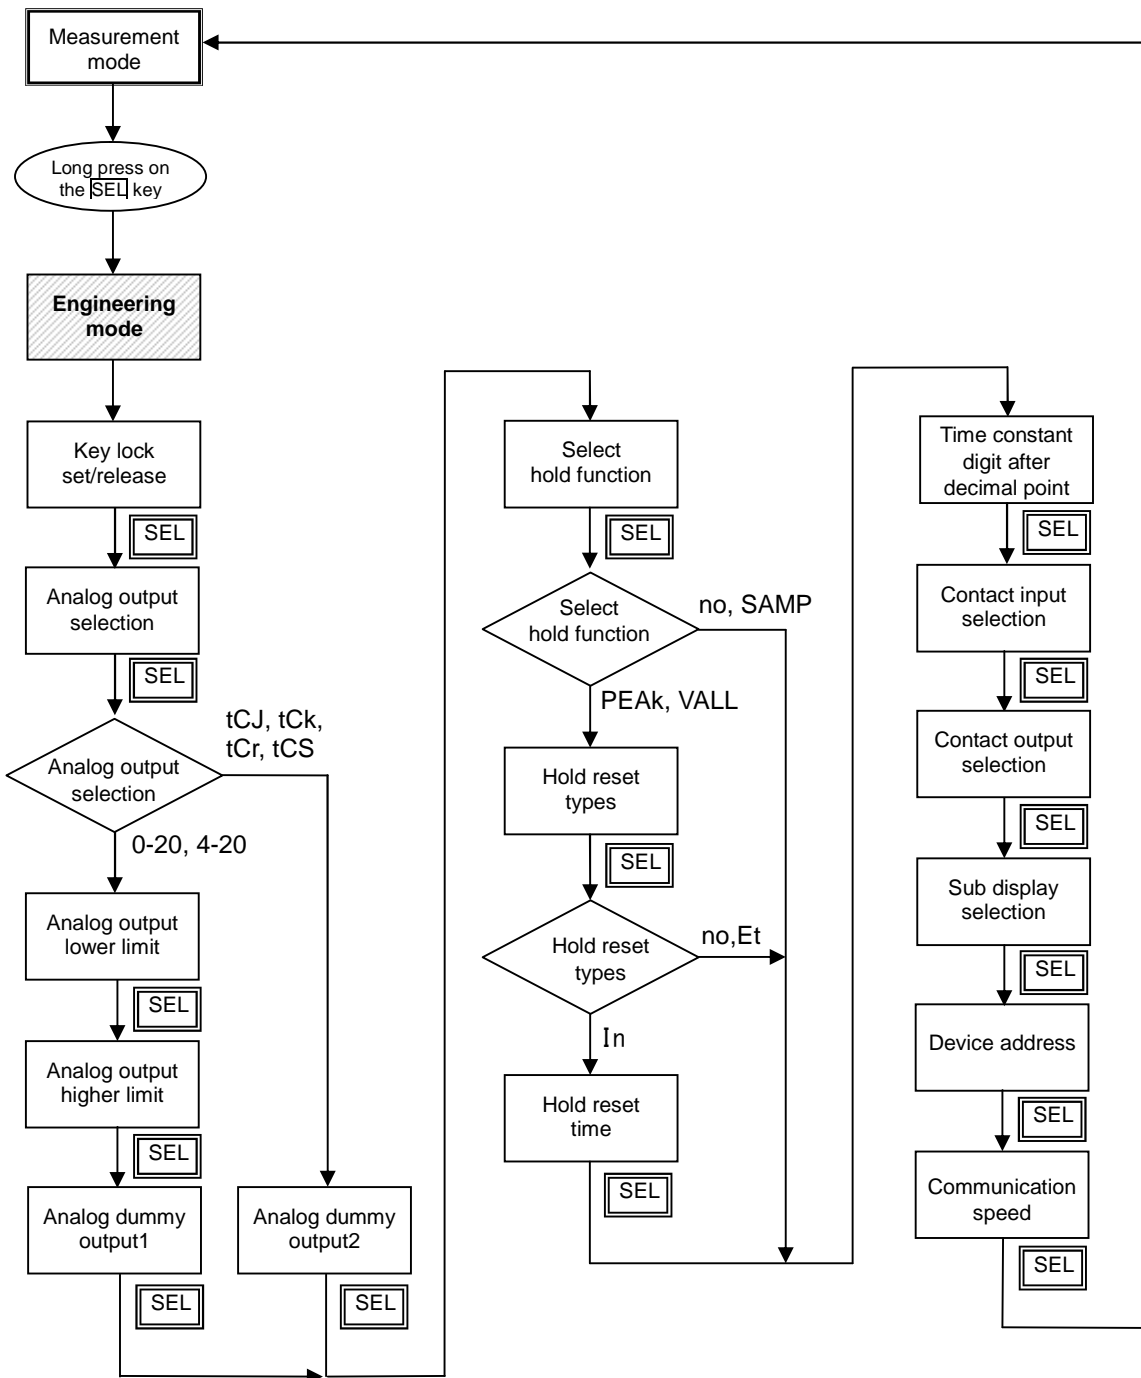 Measurement
mode
Long press on
the SEL key
Engineering
mode
Key lock
set/release
SEL
Analog output
selection
SEL
Analog output
selection
tCJ, tCk,
tCr, tCS
0-20, 4-20
Analog output
lower limit
SEL
Analog output
higher limit
SEL
Analog dummy
output1
SEL
Analog dummy
output2
SEL
Select
hold function
SEL
Select
hold function
no, SAMP
PEAk, VALL
Hold reset
types
SEL
Hold reset
types
no,Et
In
Hold reset
time
SEL
Time constant
digit after
decimal point
SEL
Contact input
selection
SEL
Contact output
selection
SEL
Sub display
selection
SEL
Device address
SEL
Communication
speed
SEL